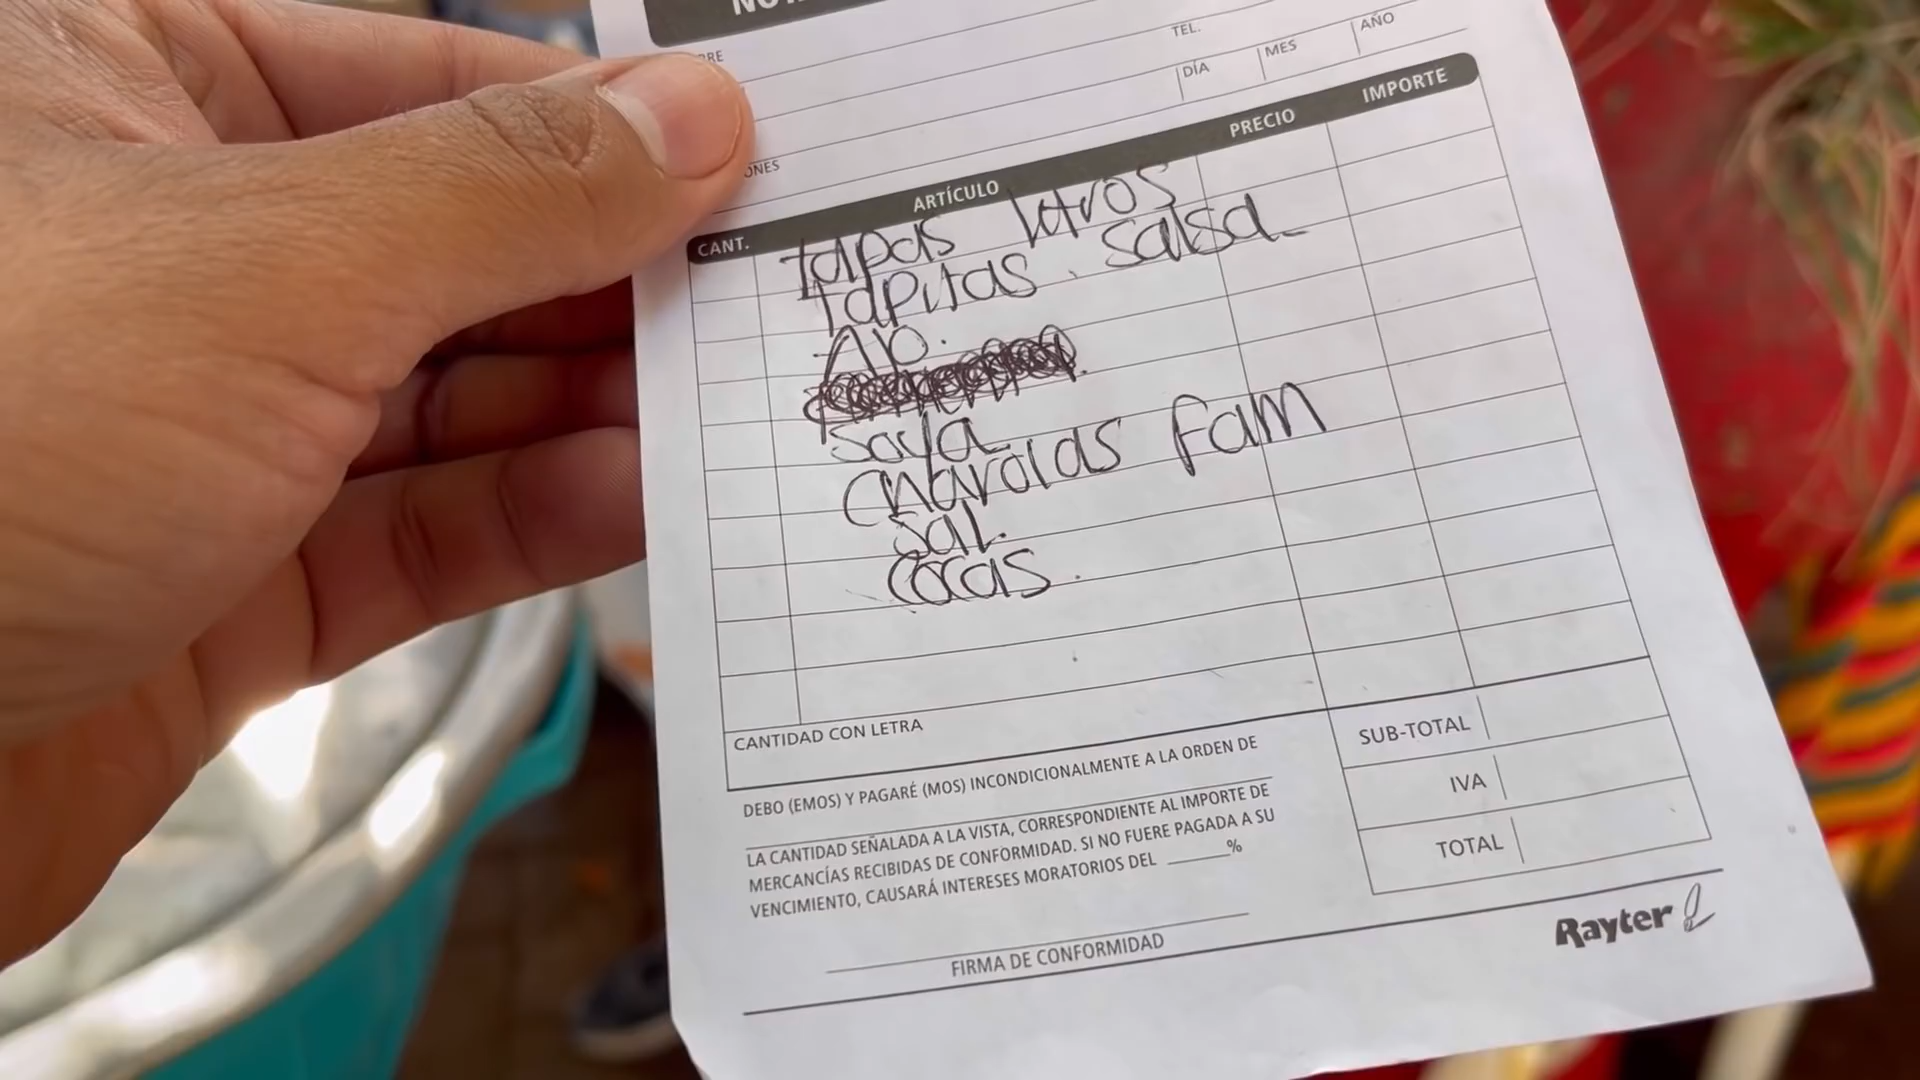 TEL.
DÍA MES AÑO
CANT. ARTÍCULO PRECIO IMPORTE
tapas litros
tapitas. salsa
Ajo.
soya
charolas fam
sal.
cocas.
CANTIDAD CON LETRA
SUB-TOTAL
IVA
TOTAL
DEBO (EMOS) Y PAGARÉ (MOS) INCONDICIONALMENTE A LA ORDEN DE
LA CANTIDAD SEÑALADA A LA VISTA, CORRESPONDIENTE AL IMPORTE DE
MERCANCÍAS RECIBIDAS DE CONFORMIDAD. SI NO FUERE PAGADA A SU
VENCIMIENTO, CAUSARÁ INTERESES MORATORIOS DEL ______%
FIRMA DE CONFORMIDAD
Rayter